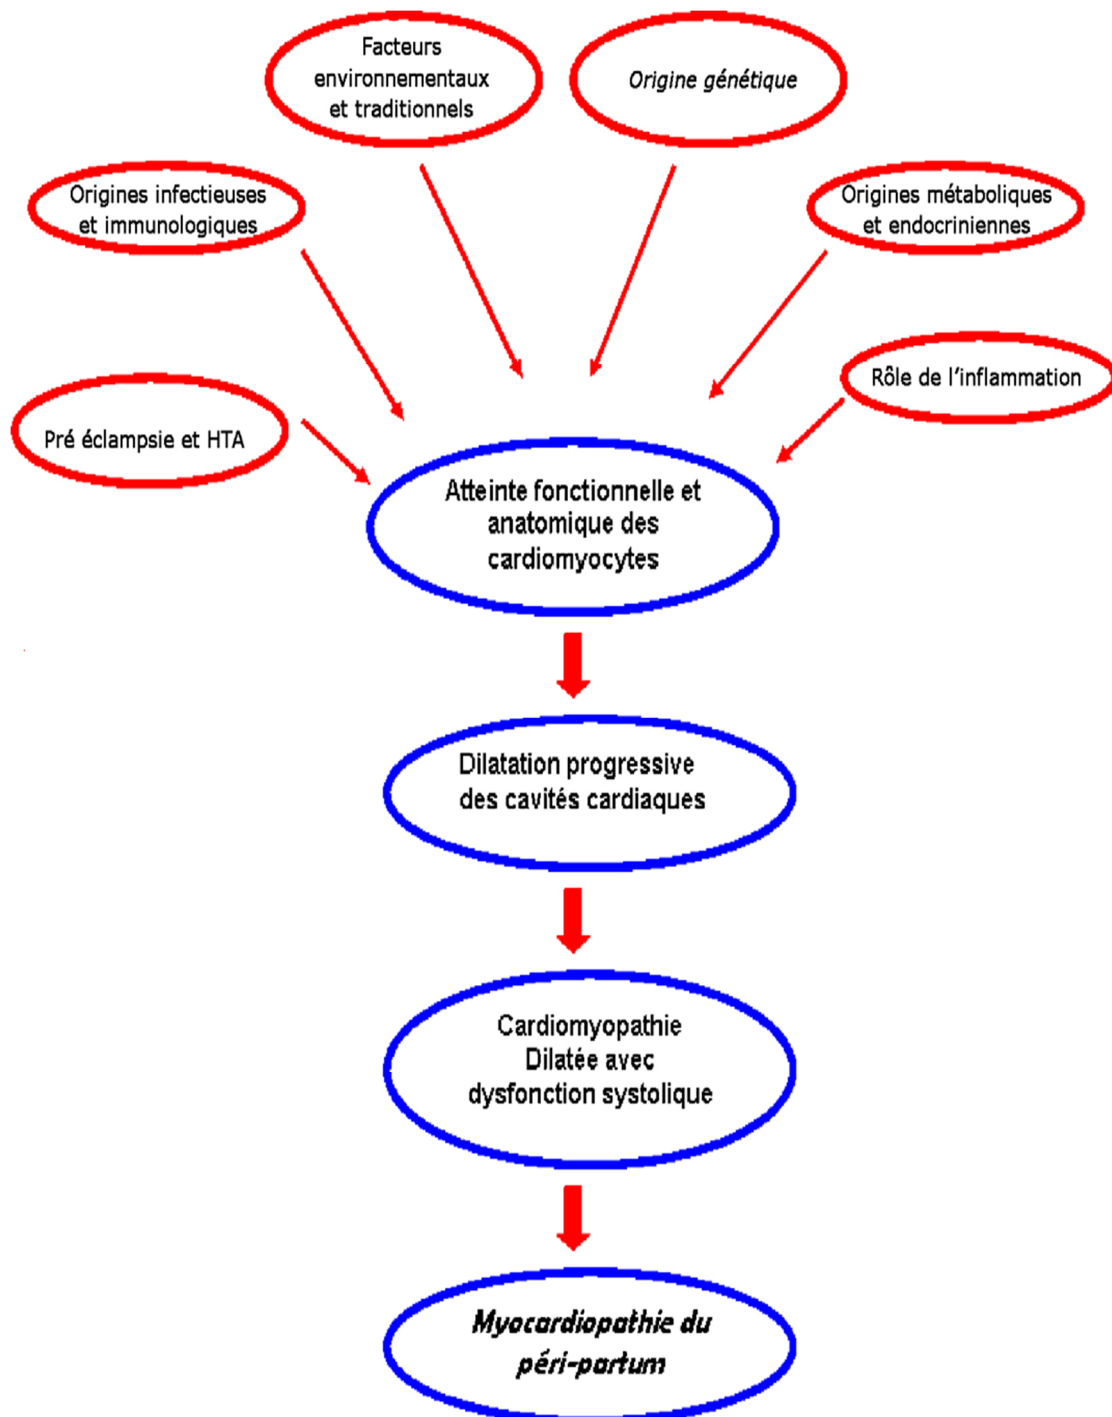 Facteurs
environnementaux
et traditionnels
Origine génétique
Origines infectieuses
et immunologiques
Origines métaboliques
et endocriniennes
Pré éclampsie et HTA
Rôle de l'inflammation
Atteinte fonctionnelle et
anatomique des
cardiomyocytes
Dilatation progressive
des cavités cardiaques
Cardiomyopathie
Dilatée avec
dysfonction systolique
Myocardiopathie du
péri-partum